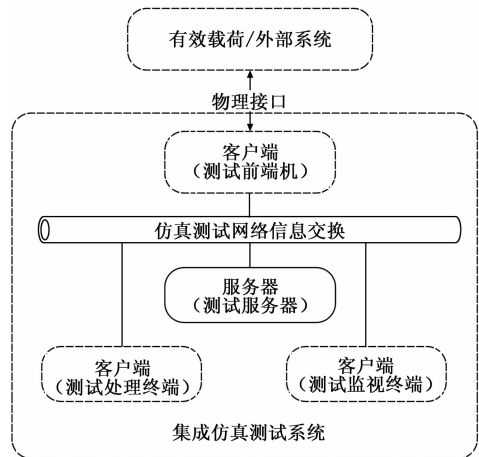 有效载荷/外部系统
物理接口
客户端
（测试前端机）
仿真测试网络信息交换
服务器
（测试服务器）
客户端
（测试处理终端）
客户端
（测试监视终端）
集成仿真测试系统